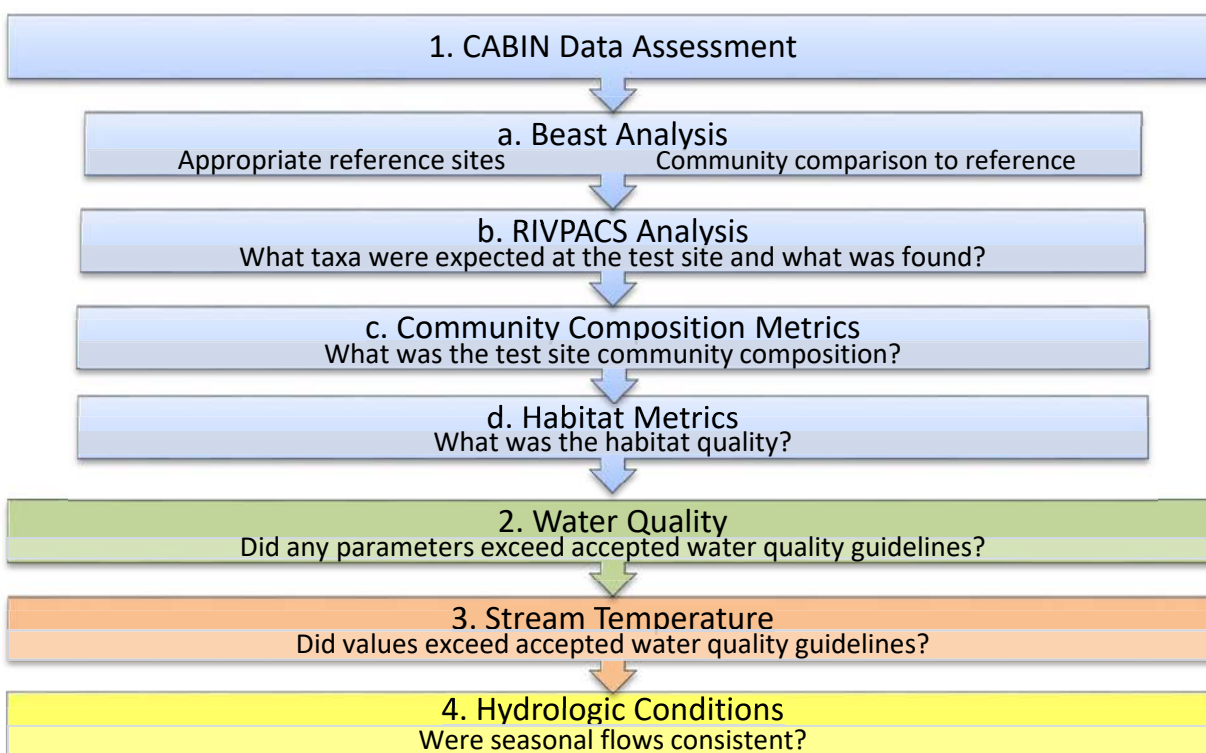 1. CABIN Data Assessment
a. Beast Analysis
Appropriate reference sites Community comparison to reference
b. RIVPACS Analysis
What taxa were expected at the test site and what was found?
c. Community Composition Metrics
What was the test site community composition?
d. Habitat Metrics
What was the habitat quality?
2. Water Quality
Did any parameters exceed accepted water quality guidelines?
3. Stream Temperature
Did values exceed accepted water quality guidelines?
4. Hydrologic Conditions
Were seasonal flows consistent?